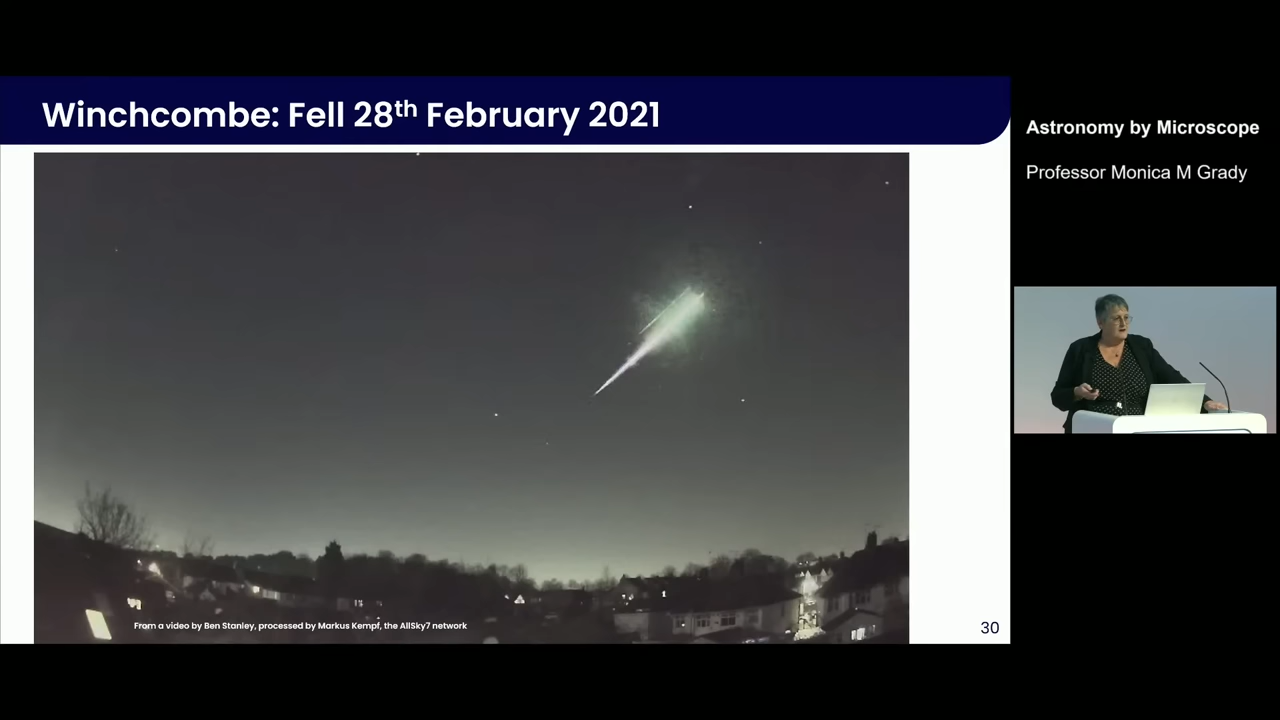 Winchcombe: Fell 28th February 2021
Astronomy by Microscope
Professor Monica M Grady
From a video by Ben Stanley, processed by Markus Kempf, the AllSky7 network
30